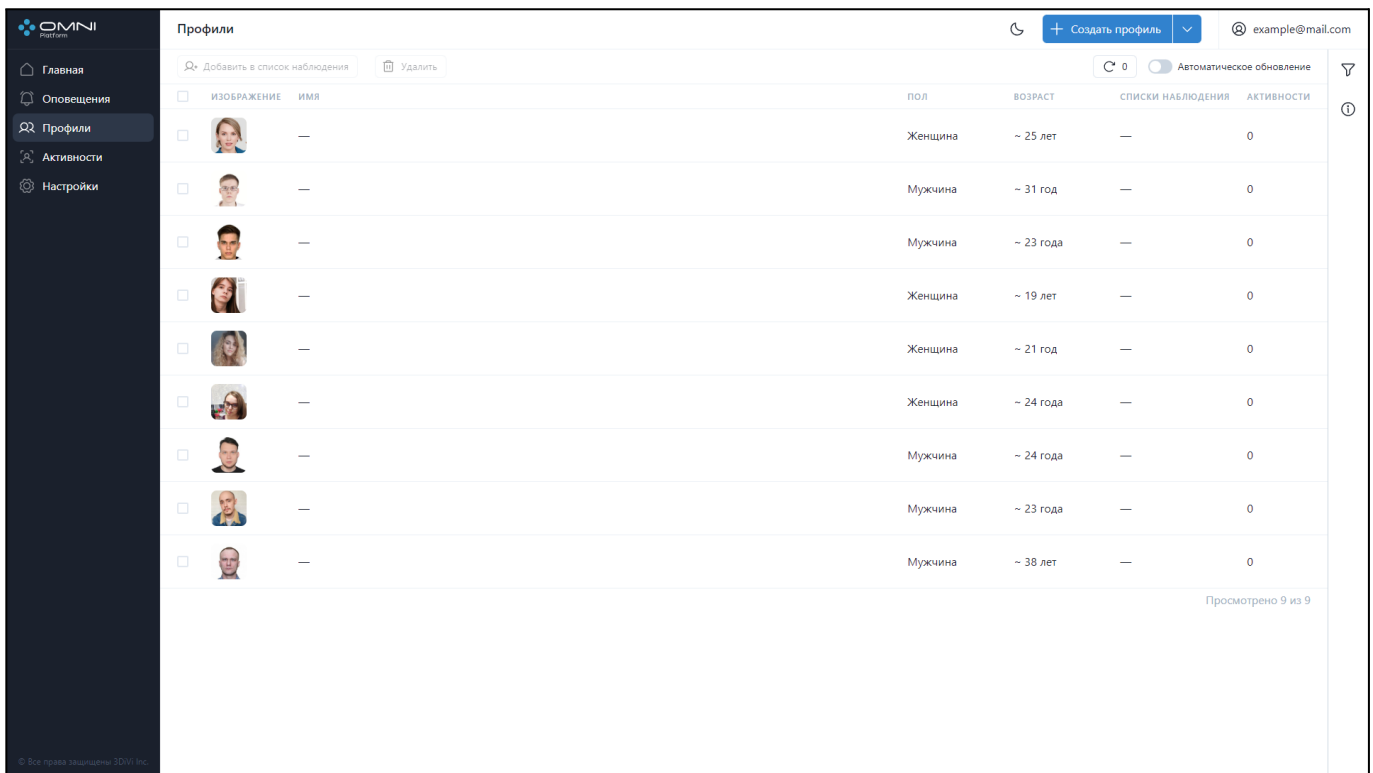 OMNI
Platform
Профили
Создать профиль
example@mail.com
Главная
Оповещения
Профили
Активности
Настройки
Добавить в список наблюдения Удалить
0 Автоматическое обновление
ИЗОБРАЖЕНИЕ ИМЯ ПОЛ ВОЗРАСТ СПИСКИ НАБЛЮДЕНИЯ АКТИВНОСТИ
— Женщина ~ 25 лет — 0
— Мужчина ~ 31 год — 0
— Мужчина ~ 23 года — 0
— Женщина ~ 19 лет — 0
— Женщина ~ 21 год — 0
— Женщина ~ 24 года — 0
— Мужчина ~ 24 года — 0
— Мужчина ~ 23 года — 0
— Мужчина ~ 38 лет — 0
Просмотрено 9 из 9
© Все права защищены 3DiVi Inc.